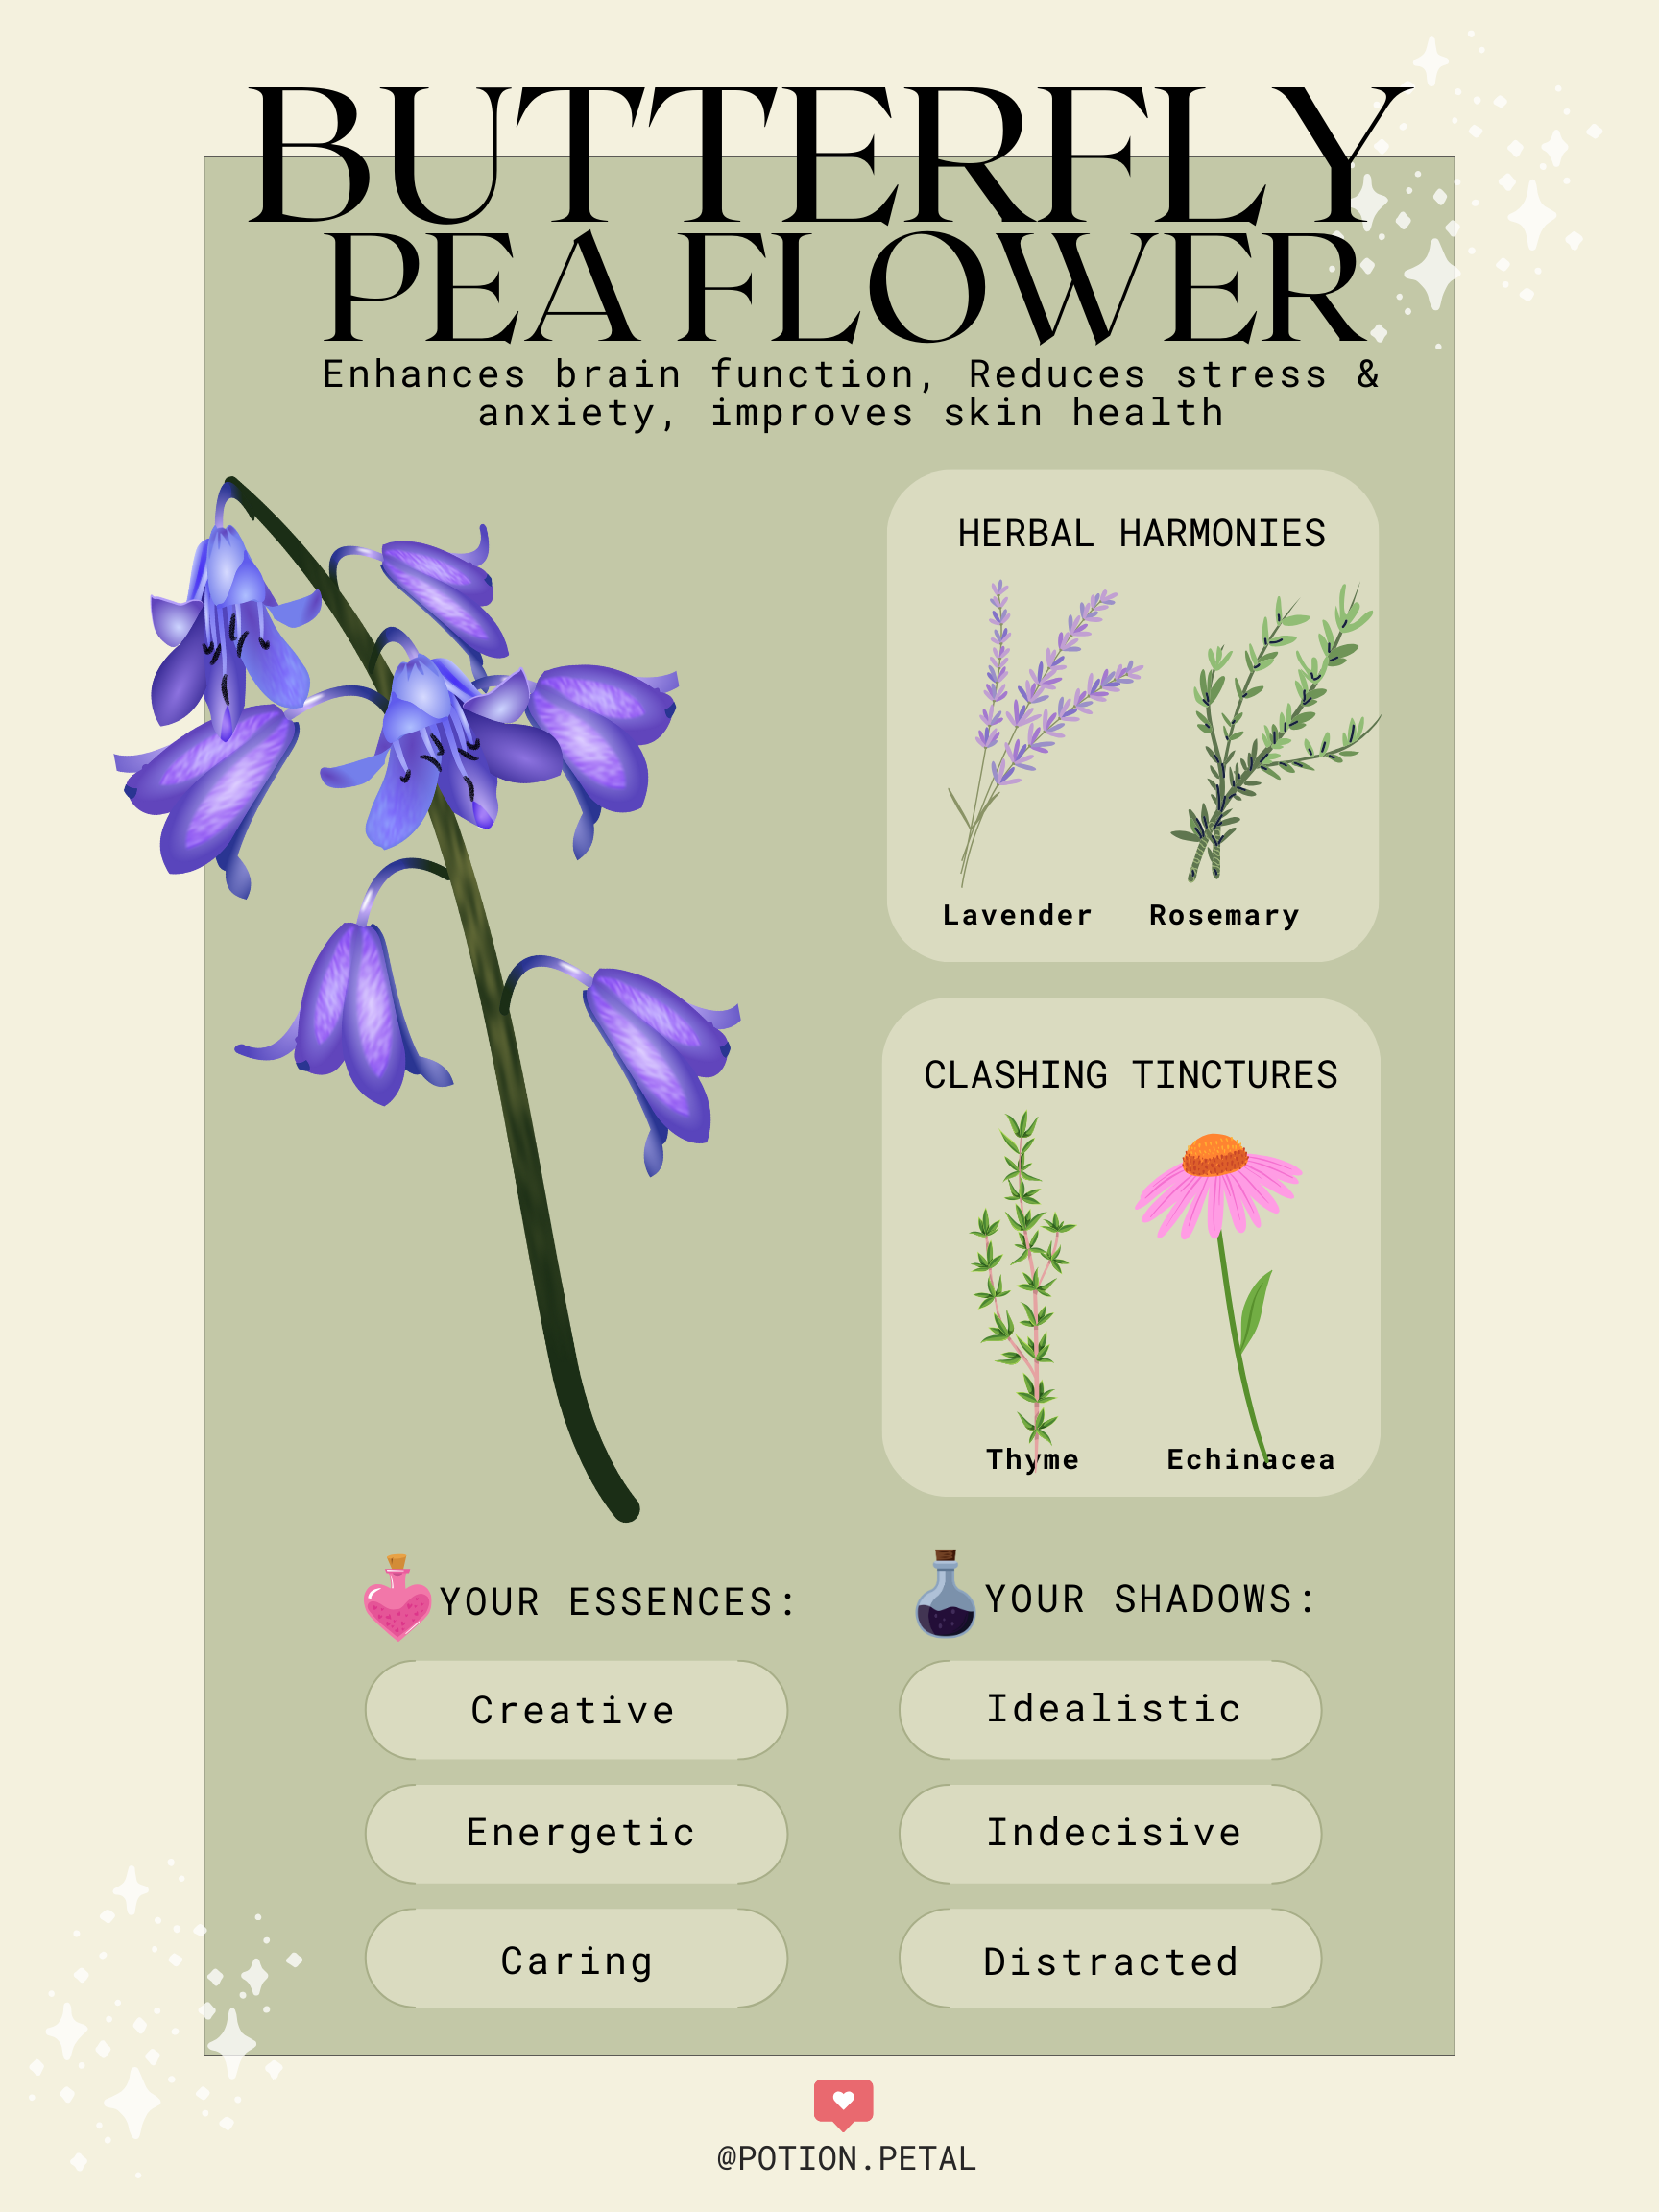 BUTTERFLY
PEA FLOWER
Enhances brain function, Reduces stress &
anxiety, improves skin health
HERBAL HARMONIES
Lavender Rosemary
CLASHING TINCTURES
Thyme Echinacea
YOUR ESSENCES:
Creative
Energetic
Caring
YOUR SHADOWS:
Idealistic
Indecisive
Distracted
@POTION.PETAL